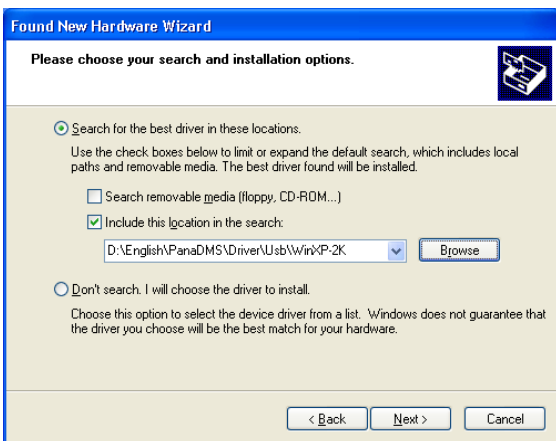 Found New Hardware Wizard
Please choose your search and installation options.
Search for the best driver in these locations.
Use the check boxes below to limit or expand the default search, which includes local
paths and removable media. The best driver found will be installed.
Search removable media (floppy, CD-ROM...)
Include this location in the search:
D:\English\PanaDMS\Driver\Usb\WinXP-2K
Browse
Don't search. I will choose the driver to install.
Choose this option to select the device driver from a list. Windows does not guarantee that
the driver you choose will be the best match for your hardware.
< Back Next > Cancel